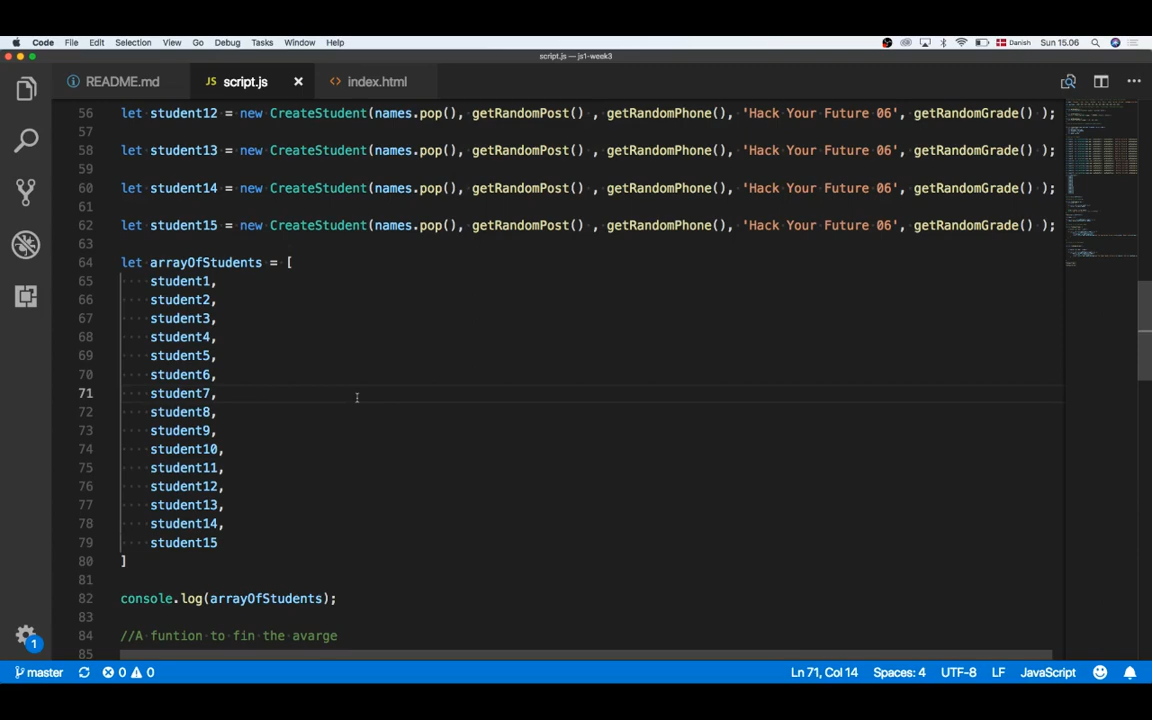 Code File Edit Selection View Go Debug Tasks Window Help Danish Sun 15.06
script.js — js1-week3
README.md JS script.js index.html
56 let student12 = new CreateStudent(names.pop(), getRandomPost() , getRandomPhone(), 'Hack Your Future 06', getRandomGrade() );
57
58 let student13 = new CreateStudent(names.pop(), getRandomPost() , getRandomPhone(), 'Hack Your Future 06', getRandomGrade() );
59
60 let student14 = new CreateStudent(names.pop(), getRandomPost() , getRandomPhone(), 'Hack Your Future 06', getRandomGrade() );
61
62 let student15 = new CreateStudent(names.pop(), getRandomPost() , getRandomPhone(), 'Hack Your Future 06', getRandomGrade() );
63
64 let arrayOfStudents = [
65 student1,
66 student2,
67 student3,
68 student4,
69 student5,
70 student6,
71 student7,
72 student8,
73 student9,
74 student10,
75 student11,
76 student12,
77 student13,
78 student14,
79 student15
80 ]
81
82 console.log(arrayOfStudents);
83
84 //A funtion to fin the avarge
85
1
master 0 0 Ln 71, Col 14 Spaces: 4 UTF-8 LF JavaScript